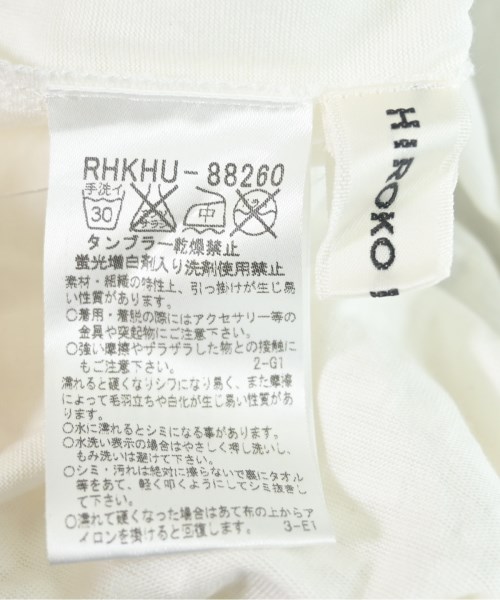 RHKHU-88260
手洗イ
30
エンソ
サラシ
中
ドライ
タンブラー乾燥禁止
蛍光増白剤入り洗剤使用禁止
素材・組織の特性上、引っ掛けが生じ易
い性質があります。
○着用・着脱の際にはアクセサリー等の
金具や突起物にご注意下さい。
○強い摩擦やザラザラした物との接触に
もご注意下さい。 2-G1
濡れると硬くなりシワになり易く、また摩擦
によって毛羽立ちや白化が生じ易い性質があ
ります。
○水に濡れるとシミになる事があります。
○水洗い表示の場合はやさしく押し洗いし、
もみ洗いは避けて下さい。
○シミ・汚れは絶対に擦らないで裏にタオル
等をあて、軽く叩くようにしてシミ抜きし
て下さい。
○濡れて硬くなった場合はあて布の上からア
イロンを掛けると回復します。 3-E1
HIROKO